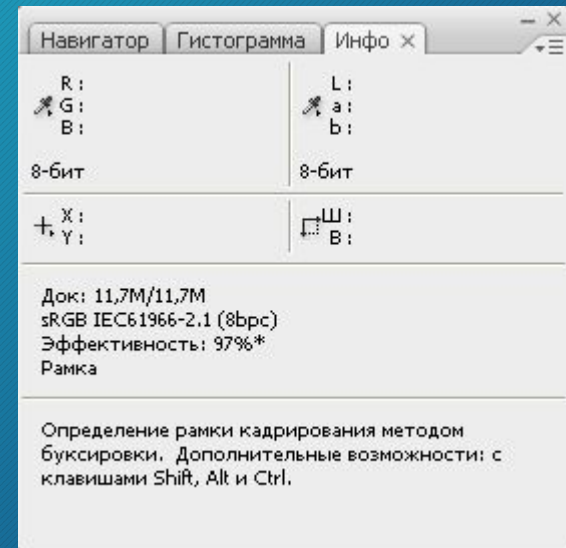 Навигатор Гистограмма Инфо ×
R :
G :
B :
8-бит
L :
a :
b :
8-бит
X :
Y :
Ш :
В :
Док: 11,7M/11,7M
sRGB IEC61966-2.1 (8bpc)
Эффективность: 97%*
Рамка
Определение рамки кадрирования методом
буксировки. Дополнительные возможности: с
клавишами Shift, Alt и Ctrl.